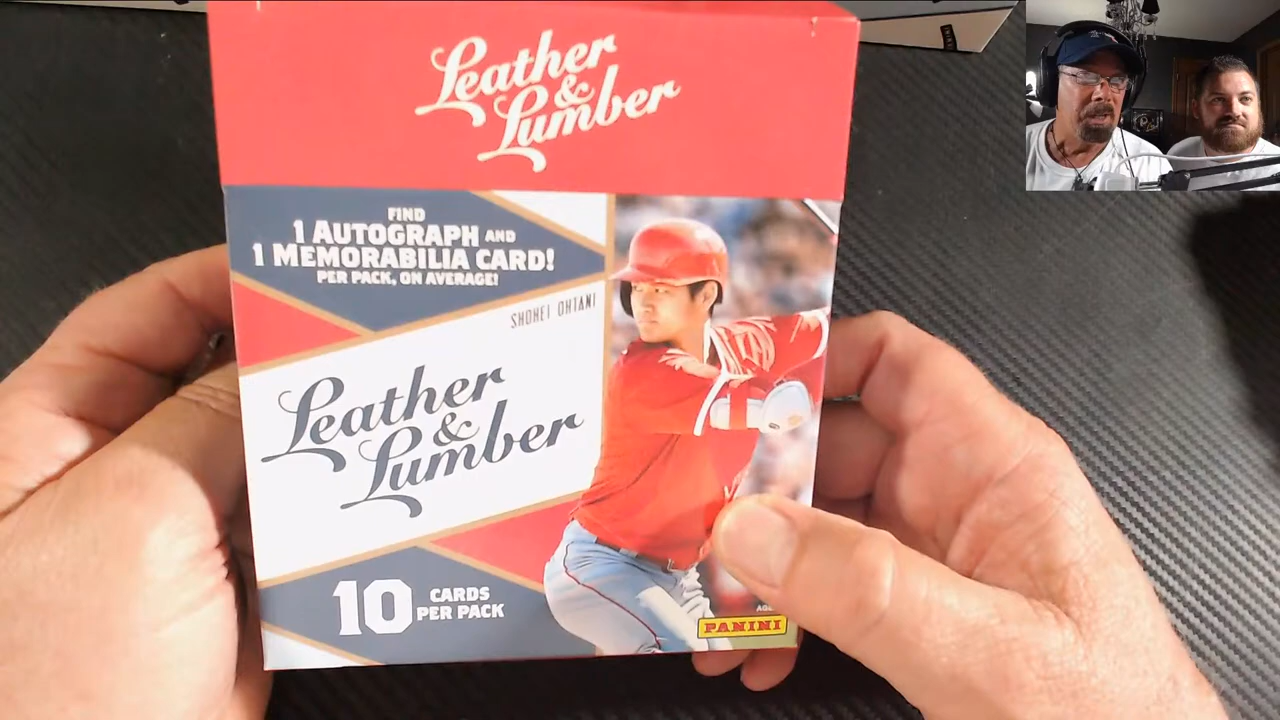 Leather
&
Lumber
FIND
1 AUTOGRAPH AND
1 MEMORABILIA CARD!
PER PACK, ON AVERAGE!
SHOHEI OHTANI
Leather
&
Lumber
10 CARDS
PER PACK
PANINI